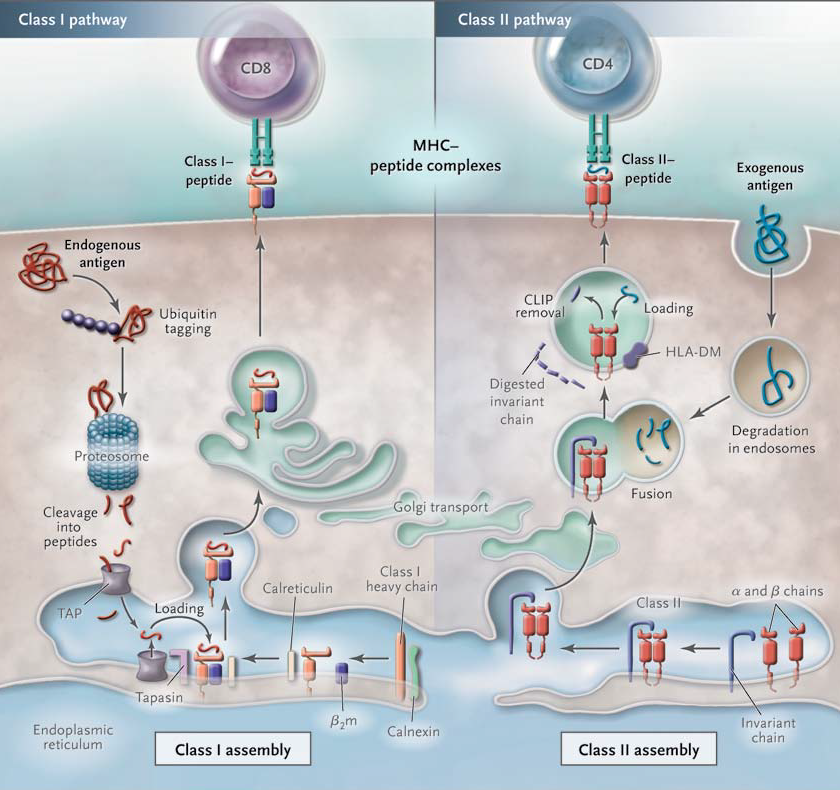 Class I pathway
Class II pathway
CD8
CD4
MHC–
peptide complexes
Class I–
peptide
Class II–
peptide
Exogenous
antigen
Endogenous
antigen
Ubiquitin
tagging
CLIP
removal
Loading
HLA-DM
Digested
invariant
chain
Degradation
in endosomes
Proteosome
Fusion
Cleavage
into
peptides
Golgi transport
TAP
Loading
Calreticulin
Class I
heavy chain
Class II
α and β chains
Tapasin
β₂m
Calnexin
Invariant
chain
Endoplasmic
reticulum
Class I assembly
Class II assembly